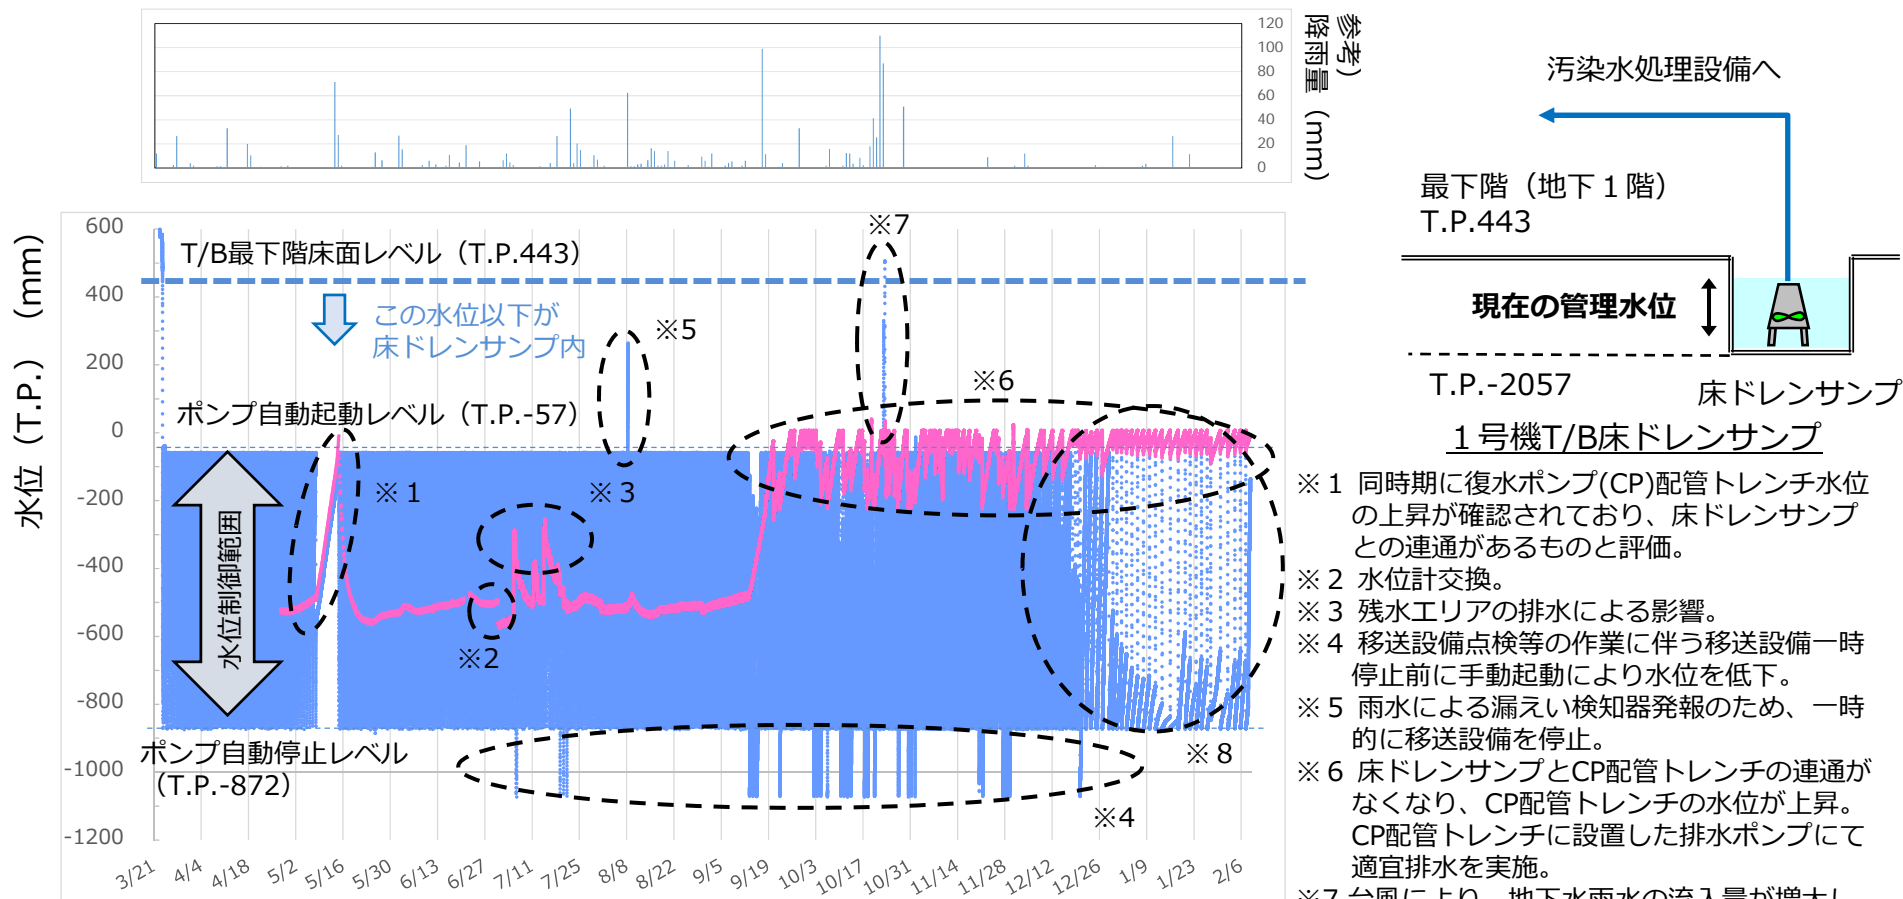 120
100
80
60
40
20
0
参考）
降雨量（mm）
水位（T.P.）（mm）
600
400
200
0
-200
-400
-600
-800
-1000
-1200
T/B最下階床面レベル（T.P.443）
この水位以下が
床ドレンサンプ内
ポンプ自動起動レベル（T.P.-57）
水位制御範囲
ポンプ自動停止レベル
（T.P.-872）
※1
※2
※3
※4
※5
※6
※7
※8
3/21 4/4 4/18 5/2 5/16 5/30 6/13 6/27 7/11 7/25 8/8 8/22 9/5 9/19 10/3 10/17 10/31 11/14 11/28 12/12 12/26 1/9 1/23 2/6
汚染水処理設備へ
最下階（地下１階）
T.P.443
現在の管理水位
T.P.-2057
床ドレンサンプ
１号機T/B床ドレンサンプ
※１ 同時期に復水ポンプ(CP)配管トレンチ水位
の上昇が確認されており、床ドレンサンプ
との連通があるものと評価。
※２ 水位計交換。
※３ 残水エリアの排水による影響。
※４ 移送設備点検等の作業に伴う移送設備一時
停止前に手動起動により水位を低下。
※５ 雨水による漏えい検知器発報のため、一時
的に移送設備を停止。
※６ 床ドレンサンプとCP配管トレンチの連通が
なくなり、CP配管トレンチの水位が上昇。
CP配管トレンチに設置した排水ポンプにて
適宜排水を実施。
※7 台風により、地下水雨水の流入量が増大し